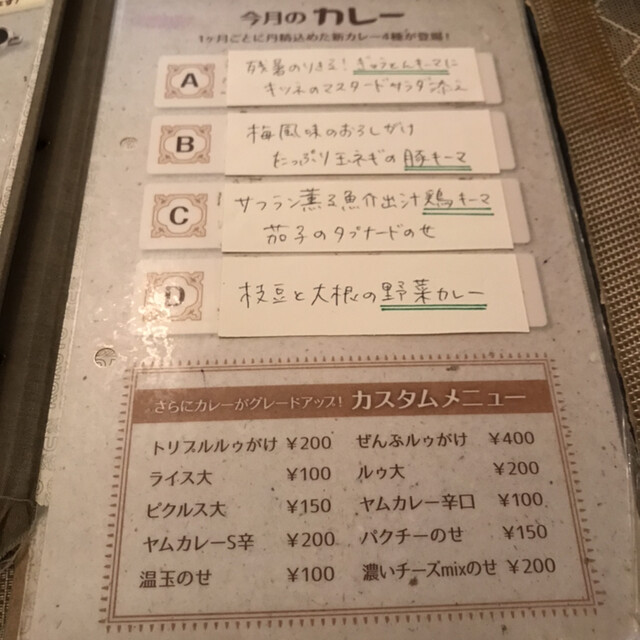 今月の カレー
1ヶ月ごとに丹精込めた新カレー4種が登場!
A
残暑のりきる!ギュウとんキーマに
キツネのマスタードサラダ添え
B
梅風味のおろしがけ
たっぷり玉ネギの豚キーマ
C
サフラン薫る魚介出汁鶏キーマ
茄子のタプナードのせ
D
枝豆と大根の野菜カレー
さらにカレーがグレードアップ! カスタムメニュー
トリプルルゥがけ ¥200 ぜんぶルゥがけ ¥400
ライス大 ¥100 ルゥ大 ¥200
ピクルス大 ¥150 ヤムカレー辛口 ¥100
ヤムカレーS辛 ¥200 パクチーのせ ¥150
温玉のせ ¥100 濃いチーズmixのせ ¥200